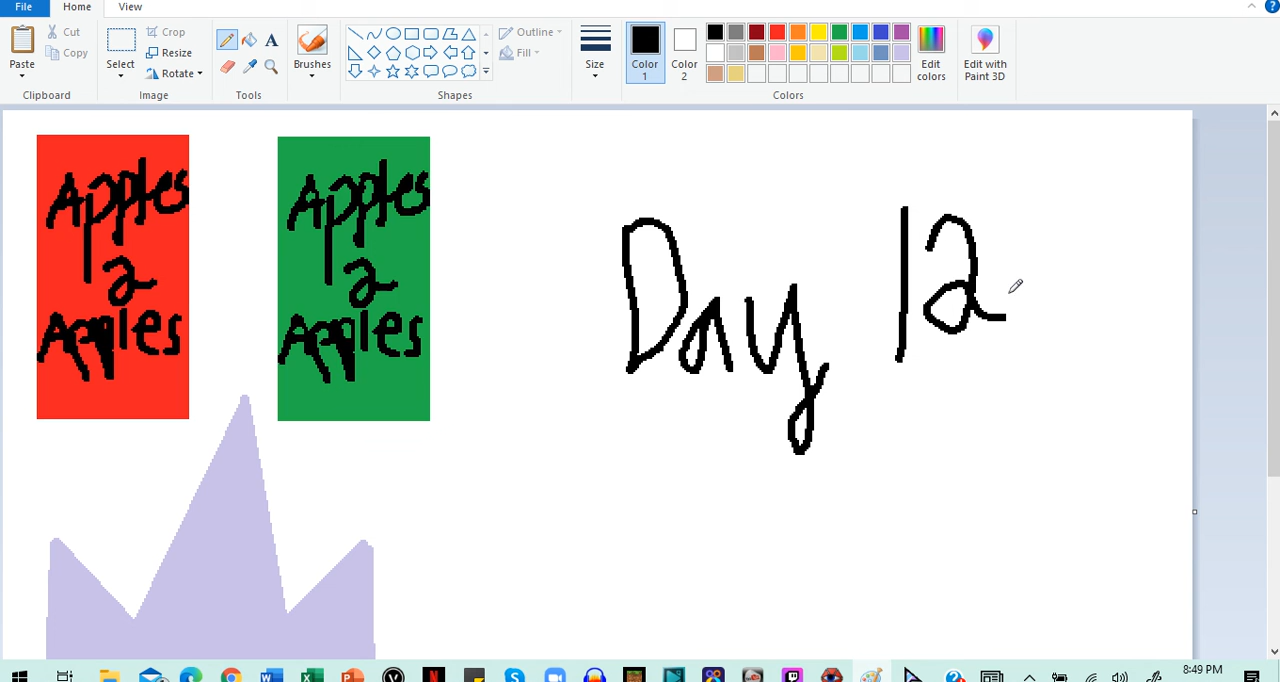 File Home View
Paste Cut Copy Clipboard
Select Crop Resize Rotate Image
Tools
Brushes
Shapes Outline Fill
Size
Color 1 Color 2 Edit colors Colors
Edit with Paint 3D
Apples
2
Apples
Apples
2
Apples
Day 12
8:49 PM